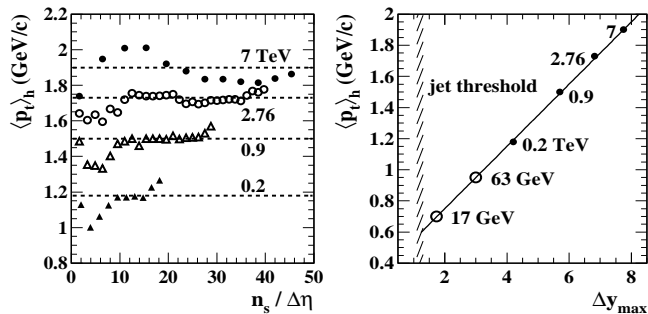 ⟨p_t⟩_h (GeV/c)
2.2
2
1.8
1.6
1.4
1.2
1
0.8
0 10 20 30 40 50
n_s / Δη
7 TeV
2.76
0.9
0.2
⟨p_t⟩_h (GeV/c)
2
1.8
1.6
1.4
1.2
1
0.8
0.6
0.4
2 4 6 8
Δy_max
jet threshold
7
2.76
0.9
0.2 TeV
63 GeV
17 GeV